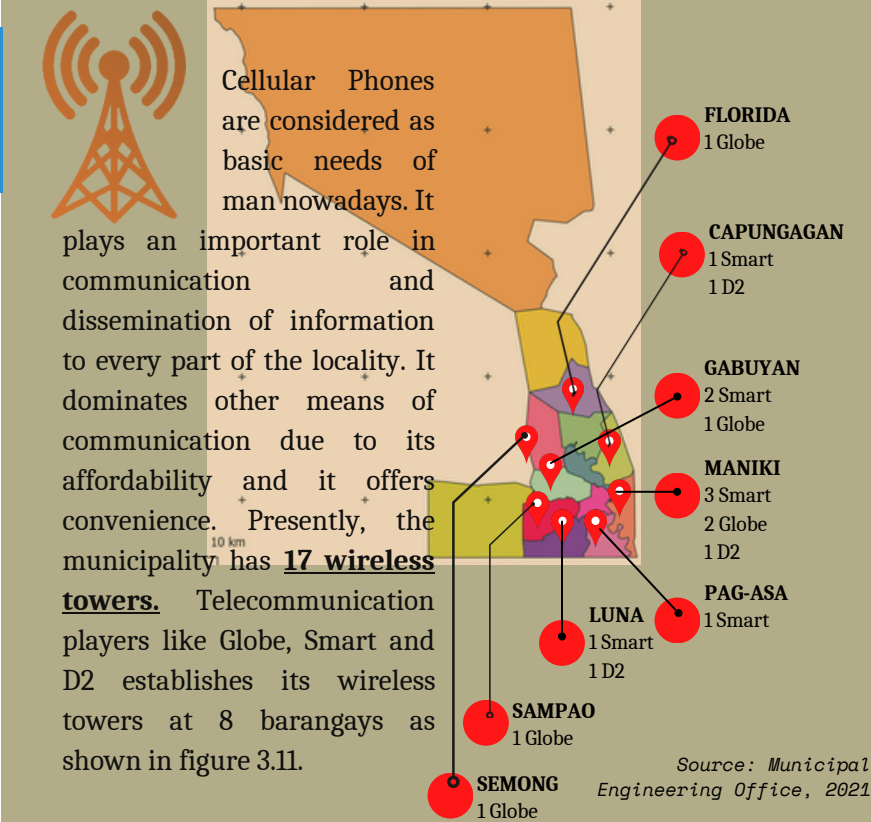 Cellular Phones
are considered as
basic needs of
man nowadays. It
plays an important role in
communication and
dissemination of information
to every part of the locality. It
dominates other means of
communication due to its
affordability and it offers
convenience. Presently, the
municipality has 17 wireless
towers. Telecommunication
players like Globe, Smart and
D2 establishes its wireless
towers at 8 barangays as
shown in figure 3.11.
10 km
FLORIDA
1 Globe
CAPUNGAGAN
1 Smart
1 D2
GABUYAN
2 Smart
1 Globe
MANIKI
3 Smart
2 Globe
1 D2
PAG-ASA
1 Smart
LUNA
1 Smart
1 D2
SAMPAO
1 Globe
SEMONG
1 Globe
Source: Municipal
Engineering Office, 2021